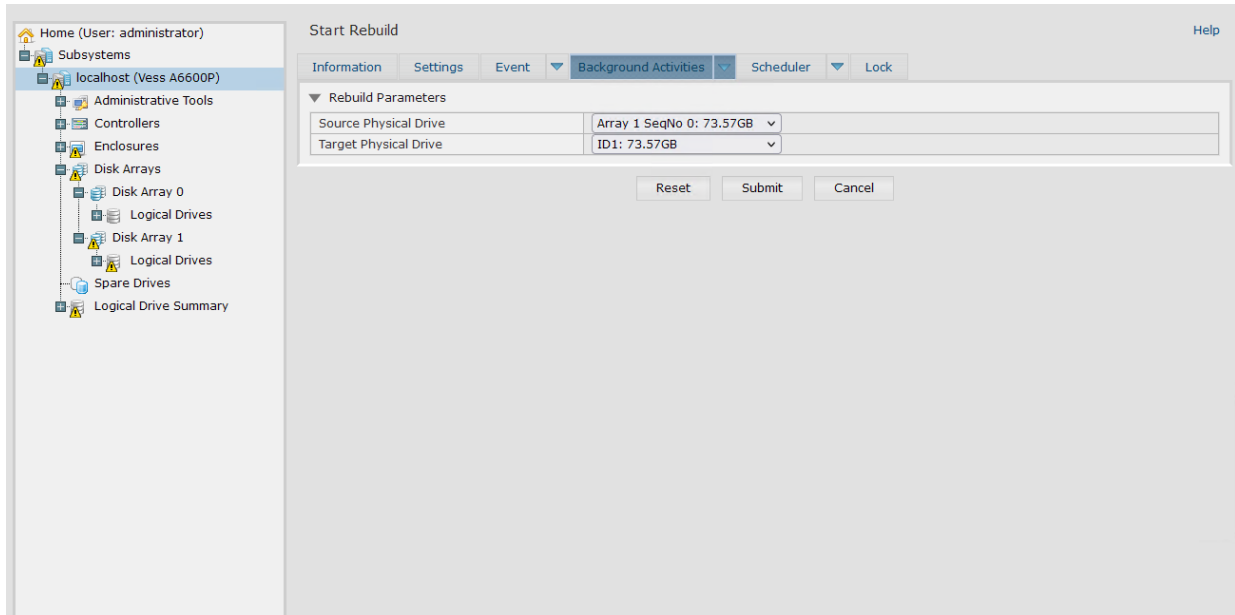 Home (User: administrator)
Subsystems
localhost (Vess A6600P)
Administrative Tools
Controllers
Enclosures
Disk Arrays
Disk Array 0
Logical Drives
Disk Array 1
Logical Drives
Spare Drives
Logical Drive Summary
Start Rebuild
Help
Information Settings Event Background Activities Scheduler Lock
Rebuild Parameters
Source Physical Drive Array 1 SeqNo 0: 73.57GB
Target Physical Drive ID1: 73.57GB
Reset Submit Cancel